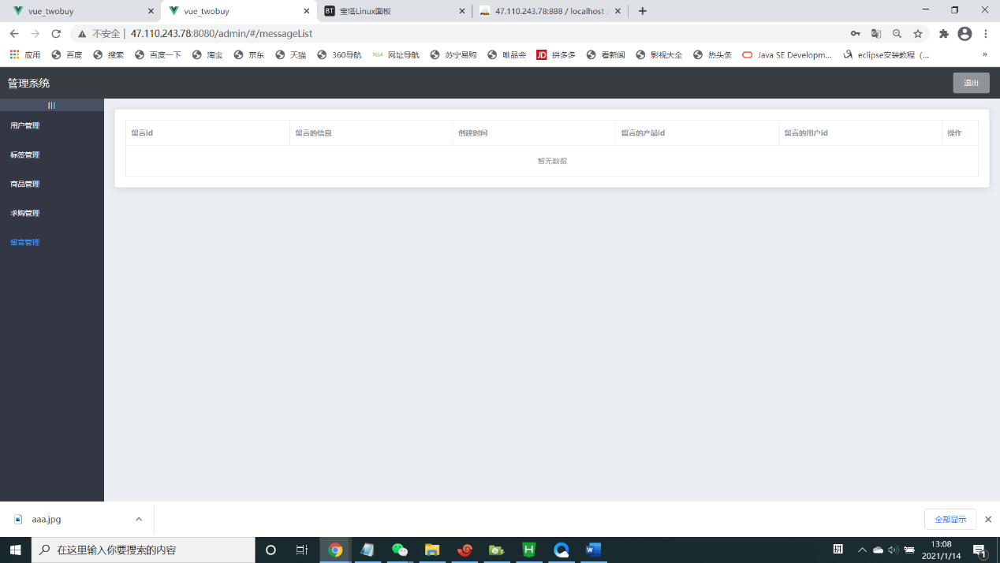 vue_twobuy
vue_twobuy
BT 宝塔Linux面板
47.110.243.78:888 / localhost /
不安全 | 47.110.243.78:8080/admin/#/messageList
应用 百度 搜索 百度一下 淘宝 京东 天猫 360导航 7654 网址导航 苏宁易购 唯品会 JD 拼多多 看新闻 影视大全 热头条 Java SE Developm... eclipse安装教程 (... »
管理系统
退出
用户管理
标签管理
商品管理
求购管理
留言管理
留言id 留言的信息 创建时间 留言的产品id 留言的用户id 操作
暂无数据
aaa.jpg
全部显示
在这里输入你要搜索的内容
拼
13:08
2021/1/14
1